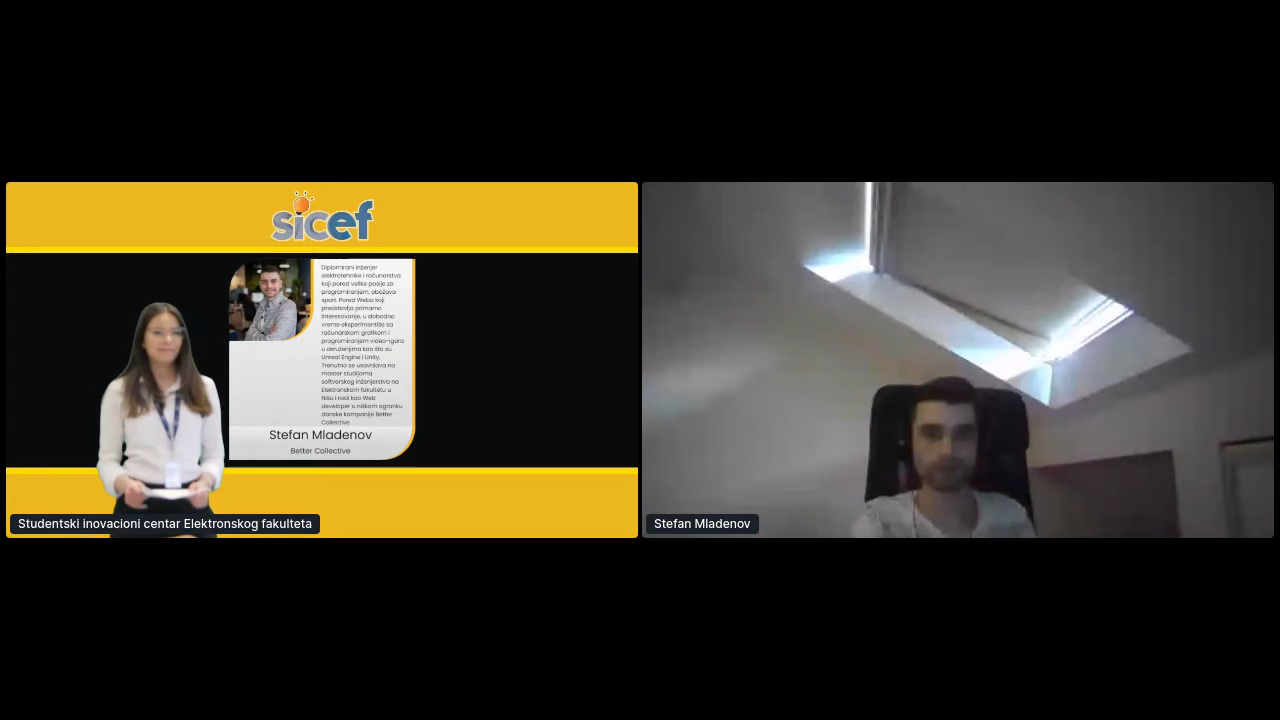 sicef
Diplomirani inženjer
elektrotehnike i računarstva
koji pored velike pasije za
programiranjem, obožava
sport. Pored Weba koji
predstavlja primarno
interesovanje, u slobodno
vreme eksperimentiše sa
računarskom grafikom i
programiranjem video-igara
u okruženjima kao što su
Unreal Engine i Unity.
Trenutno se usavršava na
master studijama
softverskog inženjerstva na
Elektronskom fakultetu u
Nišu i radi kao Web
developer u niškom ogranku
danske kompanije Better
Collective.
Stefan Mladenov
Better Collective
Studentski inovacioni centar Elektronskog fakulteta
Stefan Mladenov